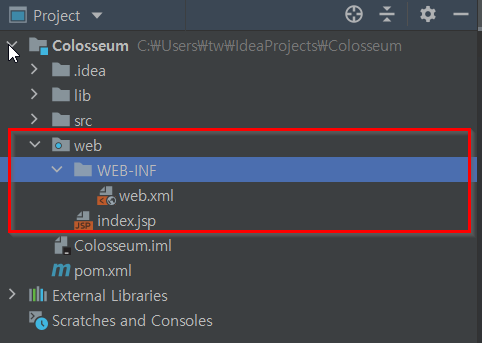 Project
Colosseum C:₩Users₩tw₩IdeaProjects₩Colosseum
.idea
lib
src
web
WEB-INF
web.xml
JSP index.jsp
Colosseum.iml
m pom.xml
External Libraries
Scratches and Consoles